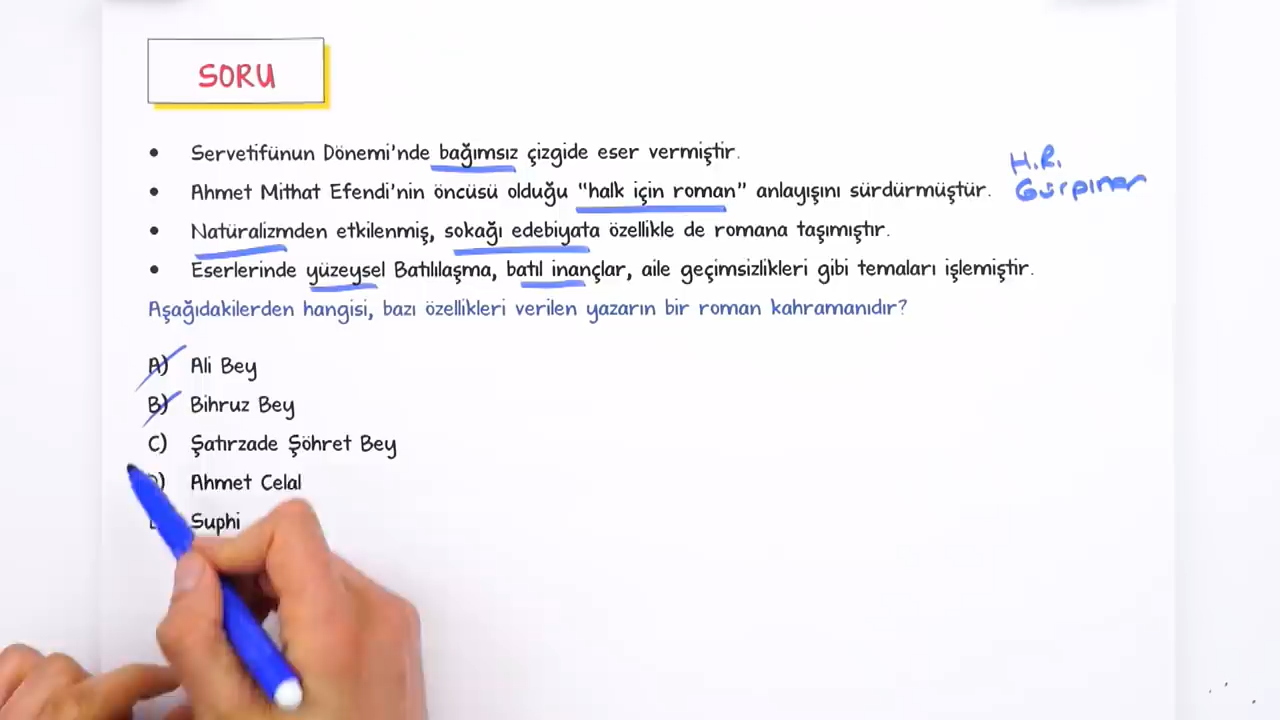 SORU
• Servetifünun Dönemi'nde bağımsız çizgide eser vermiştir.
• Ahmet Mithat Efendi'nin öncüsü olduğu "halk için roman" anlayışını sürdürmüştür.
H.R.
Gürpınar
• Natüralizmden etkilenmiş, sokağı edebiyata özellikle de romana taşımıştır.
• Eserlerinde yüzeysel Batılılaşma, batıl inançlar, aile geçimsizlikleri gibi temaları işlemiştir.
Aşağıdakilerden hangisi, bazı özellikleri verilen yazarın bir roman kahramanıdır?
A) Ali Bey
B) Bihruz Bey
C) Şatırzade Şöhret Bey
) Ahmet Celal
Suphi